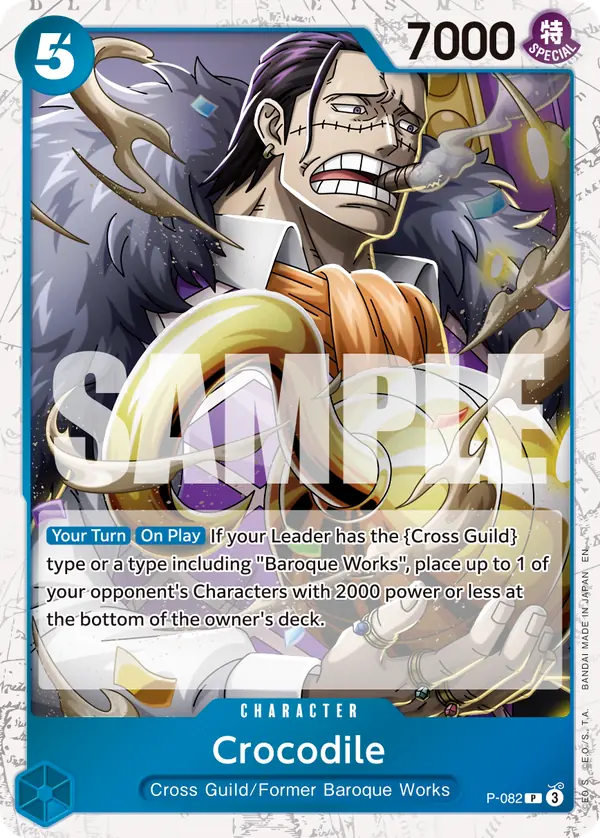 5
7000
特
SPECIAL
SAMPLE
Your Turn On Play If your Leader has the {Cross Guild}
type or a type including "Baroque Works", place up to 1 of
your opponent's Characters with 2000 power or less at
the bottom of the owner's deck.
CHARACTER
Crocodile
Cross Guild/Former Baroque Works
P-082 P 3
BANDAI MADE IN JAPAN EN